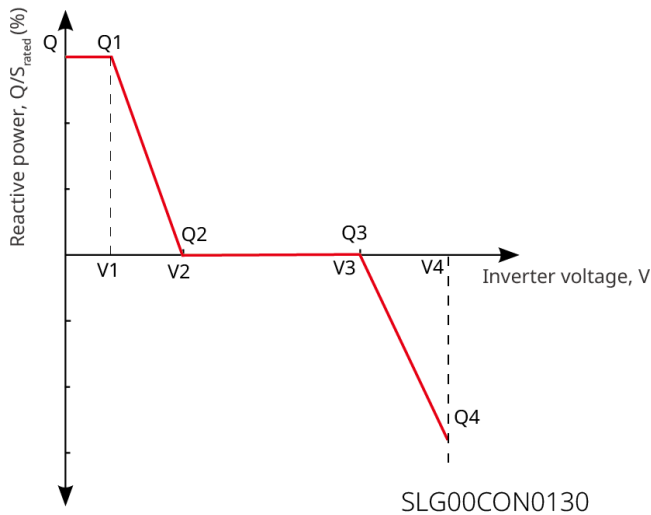 Reactive power, Q/Srated (%)
Q
Q1
Q2
Q3
V1
V2
V3
V4
Inverter voltage, V
Q4
SLG00CON0130